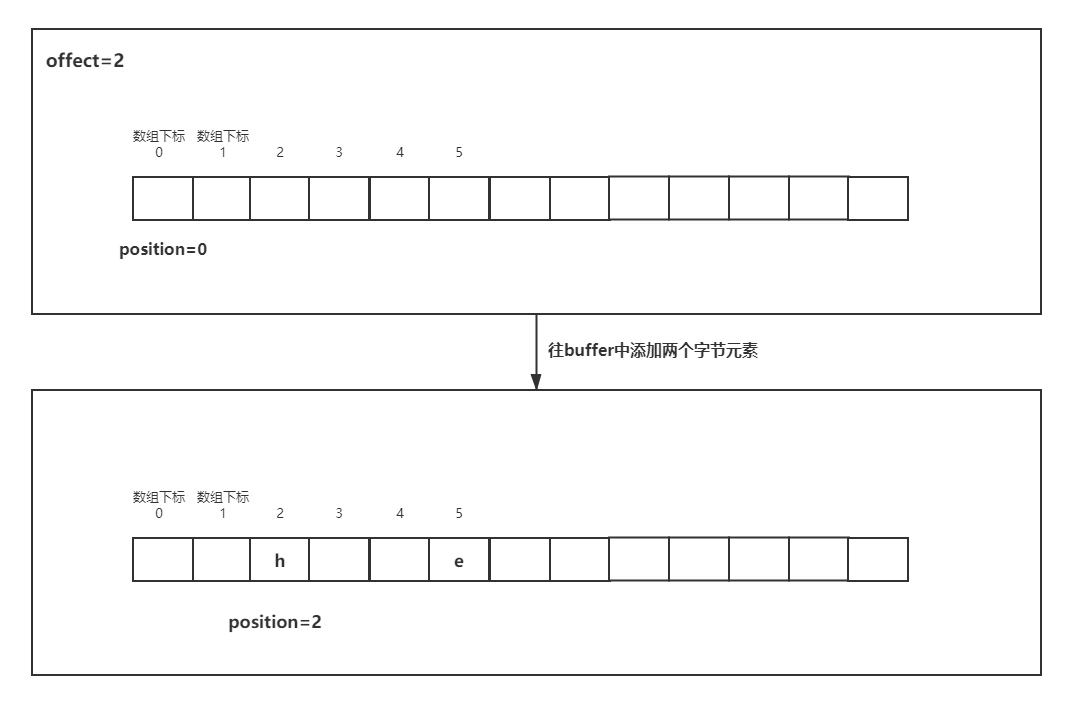 offect=2
数组下标 数组下标
0 1 2 3 4 5
position=0
往buffer中添加两个字节元素
数组下标 数组下标
0 1 2 3 4 5
h e
position=2